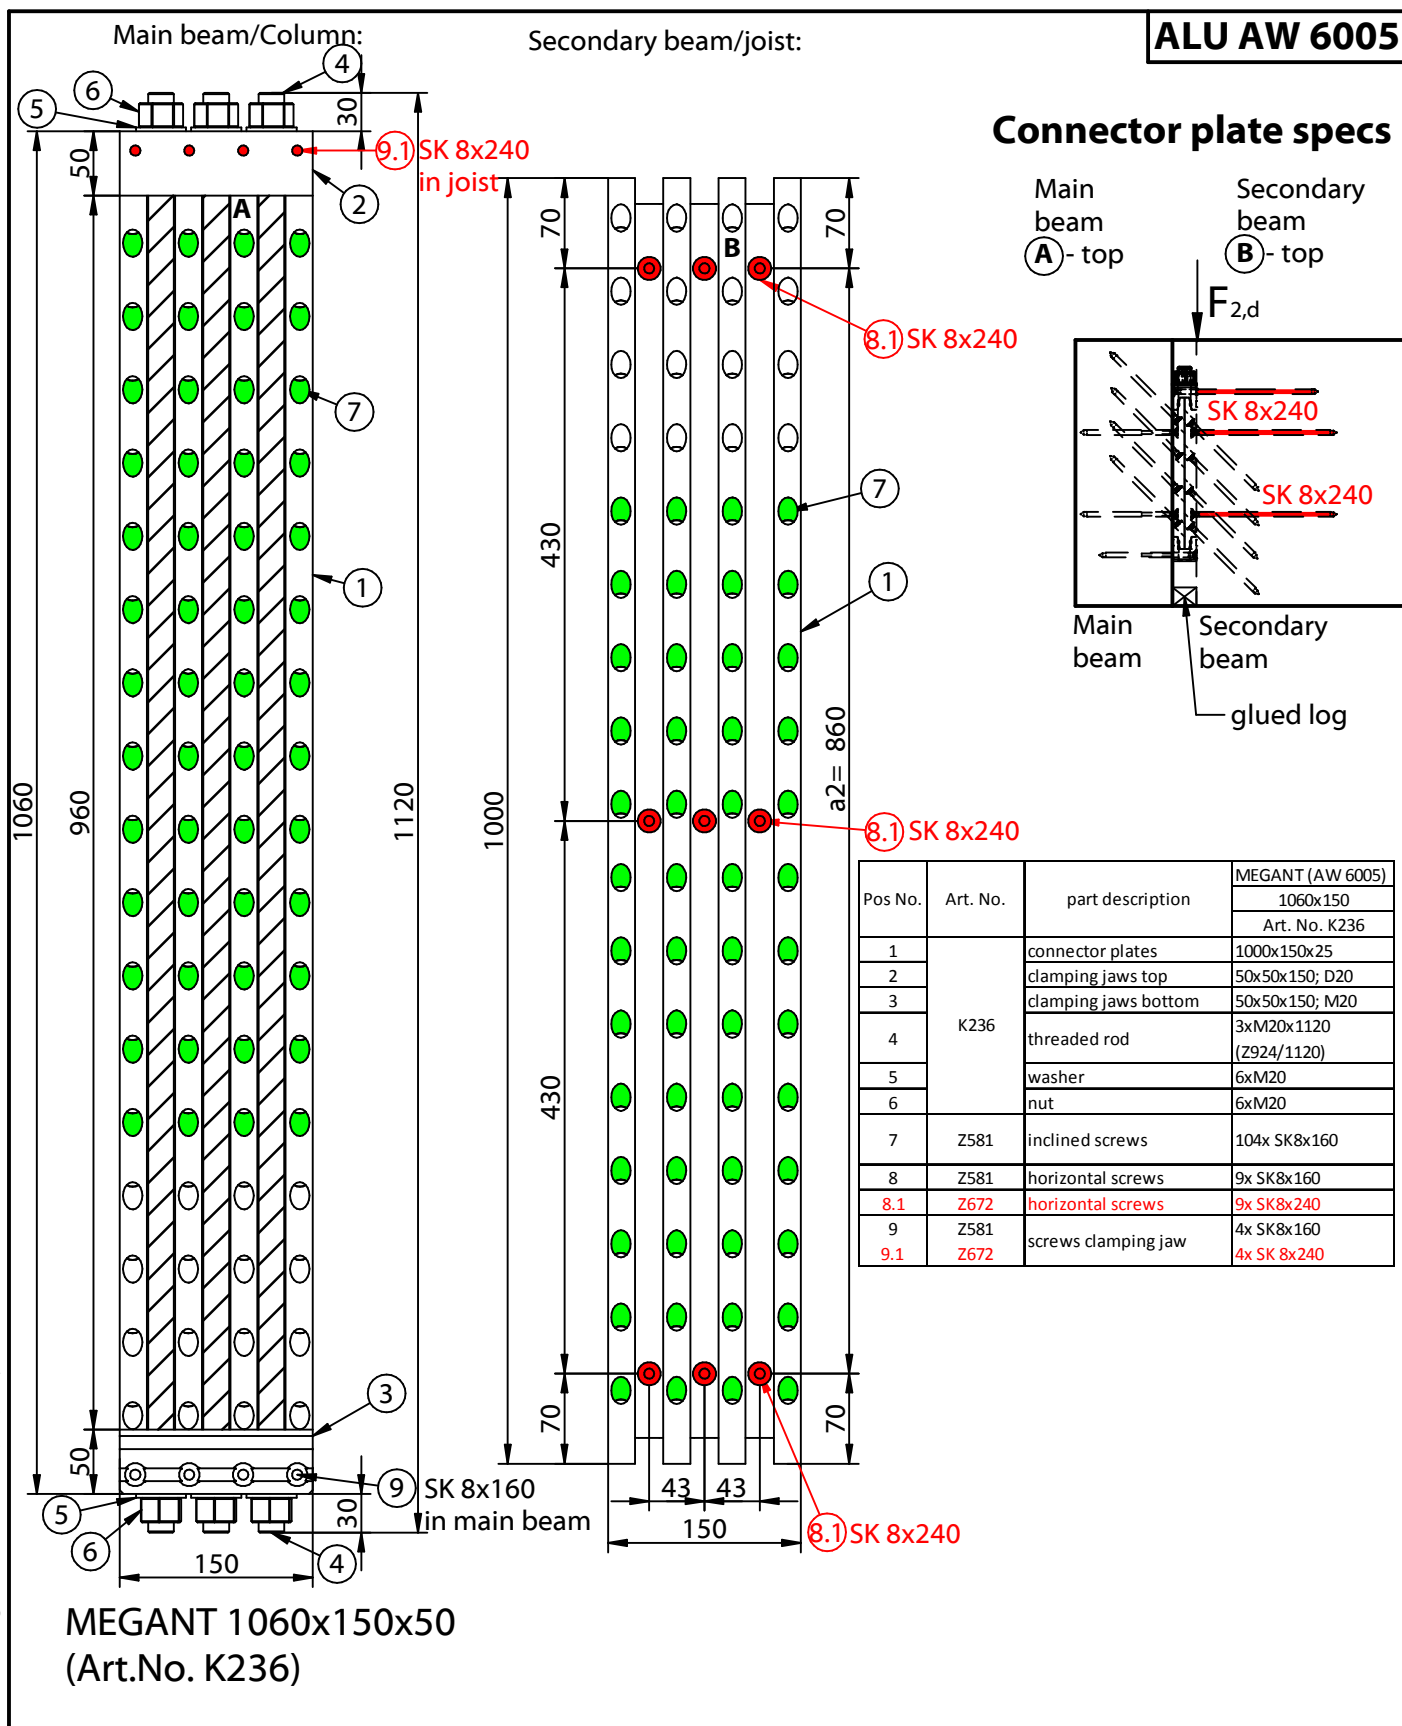 Main beam/Column:
Secondary beam/joist:
ALU AW 6005
Connector plate specs
Main
beam
A - top
Secondary
beam
B - top
F2,d
SK 8x240
SK 8x240
Main
beam
Secondary
beam
glued log
4
6
5
30
50
9.1 SK 8x240
in joist
2
A
7
1
1060
960
1120
3
50
9 SK 8x160
in main beam
5
6
30
4
150
70
70
B
8.1 SK 8x240
7
430
1
a2= 860
1000
8.1 SK 8x240
430
70
70
43 43
150
8.1 SK 8x240
Pos No. Art. No. part description MEGANT (AW 6005)
1060x150
Art. No. K236
1 K236 connector plates 1000x150x25
2 clamping jaws top 50x50x150; D20
3 clamping jaws bottom 50x50x150; M20
4 threaded rod 3xM20x1120
(Z924/1120)
5 washer 6xM20
6 nut 6xM20
7 Z581 inclined screws 104x SK8x160
8 Z581 horizontal screws 9x SK8x160
8.1 Z672 horizontal screws 9x SK8x240
9 Z581 screws clamping jaw 4x SK8x160
9.1 Z672 4x SK 8x240
MEGANT 1060x150x50
(Art.No. K236)